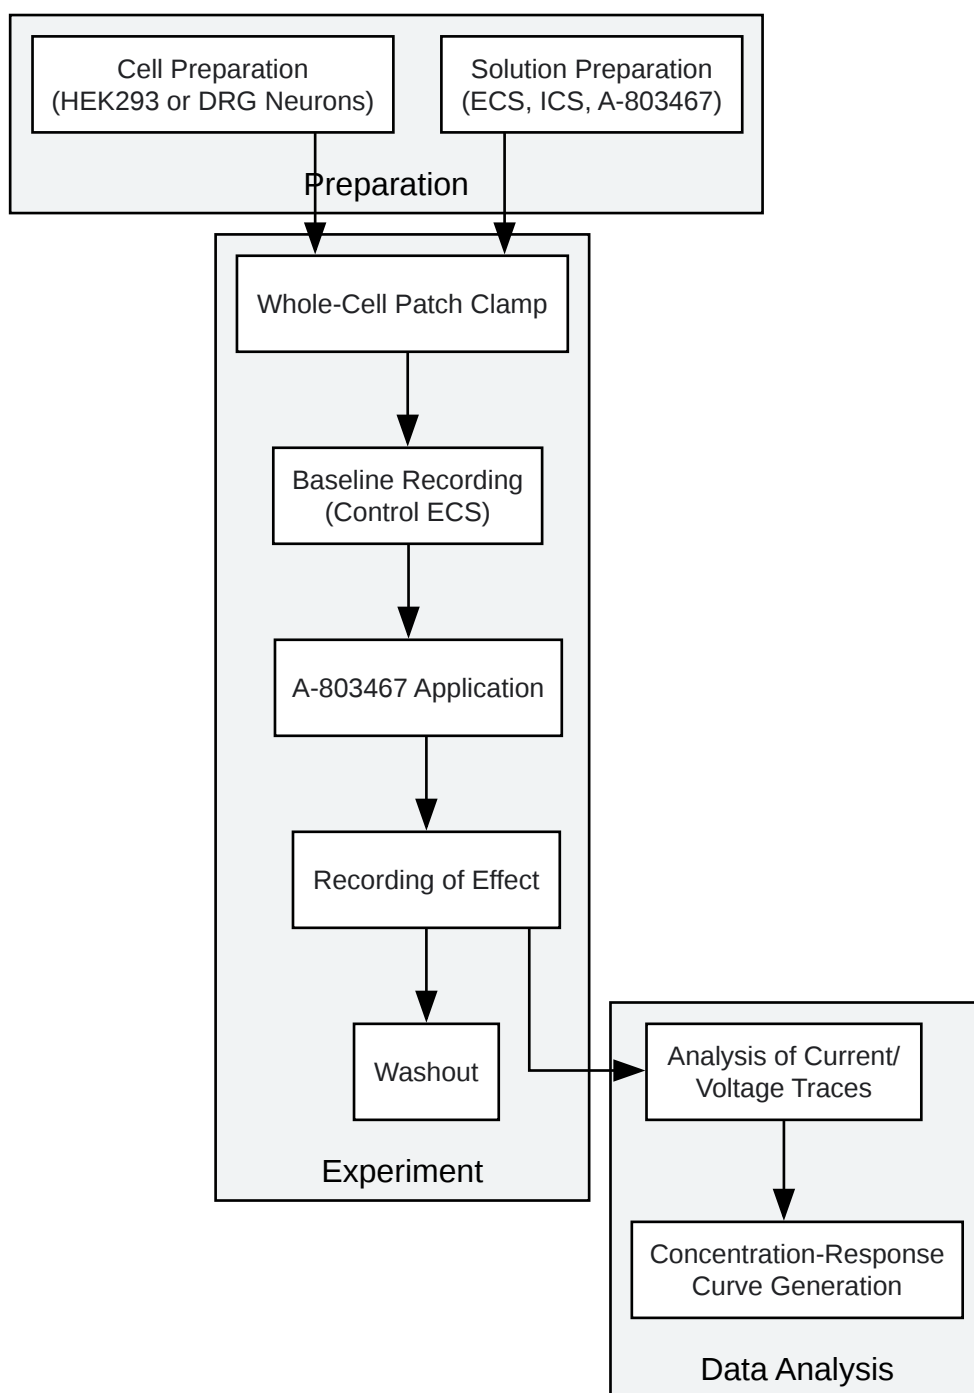 Cell Preparation
(HEK293 or DRG Neurons)
Solution Preparation
(ECS, ICS, A-803467)
Preparation
Whole-Cell Patch Clamp
Baseline Recording
(Control ECS)
A-803467 Application
Recording of Effect
Washout
Experiment
Analysis of Current/
Voltage Traces
Concentration-Response
Curve Generation
Data Analysis